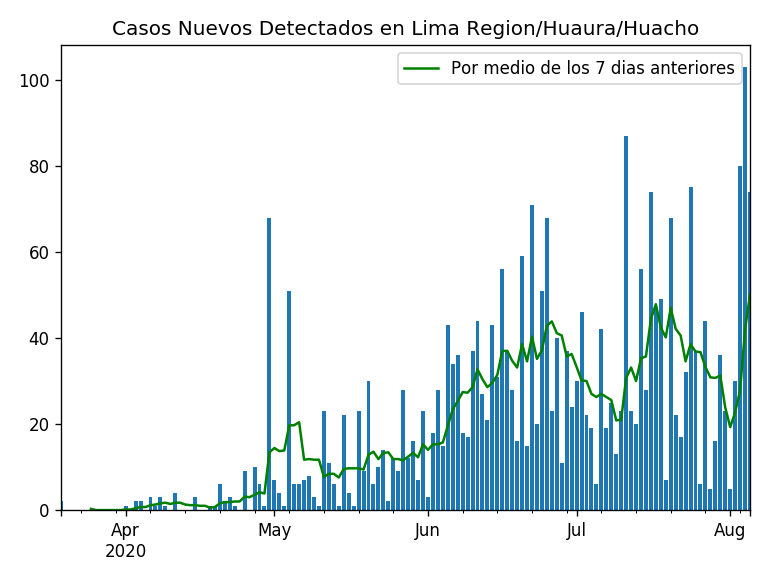 Casos Nuevos Detectados en Lima Region/Huaura/Huacho
Por medio de los 7 dias anteriores
100
80
60
40
20
0
Apr May Jun Jul Aug
2020